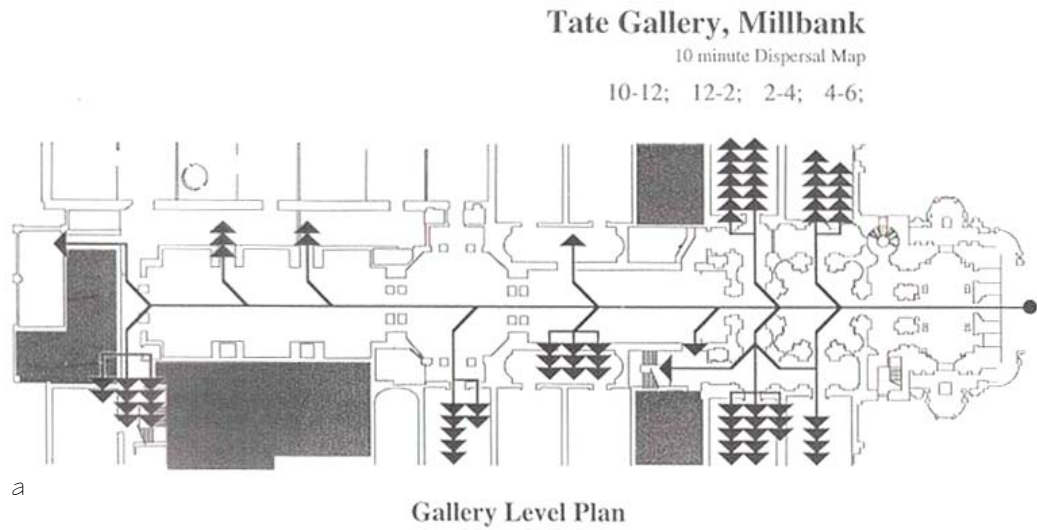 Tate Gallery, Millbank
10 minute Dispersal Map
10-12; 12-2; 2-4; 4-6;
a
Gallery Level Plan